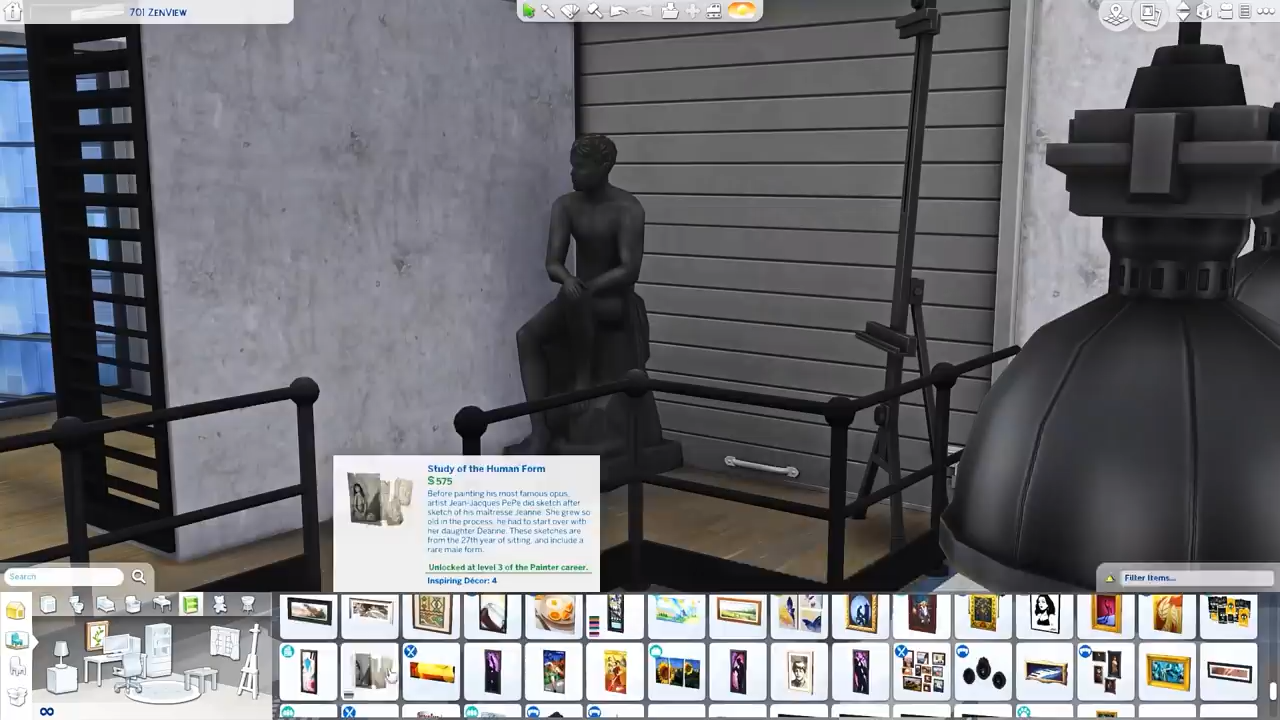 701 ZenView
Study of the Human Form
§575
Before painting his most famous opus,
artist Jean-Jacques PePe did sketch after
sketch of his maîtresse Jeanne. She grew so
old in the process, he had to start over with
her daughter Deanne. These sketches are
from the 27th year of sitting, and include a
rare male form.
Unlocked at level 3 of the Painter career.
Inspiring Décor: 4
Search
Filter Items...